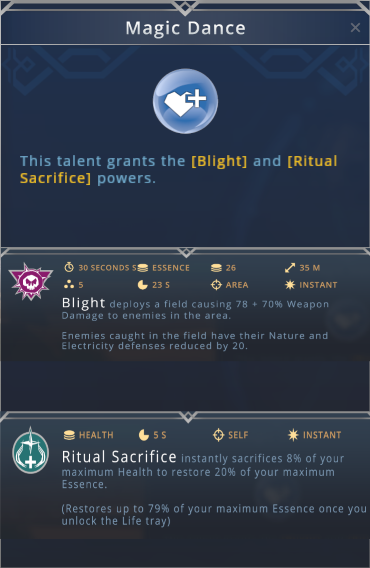 Magic Dance
This talent grants the [Blight] and [Ritual
Sacrifice] powers.
30 SECONDS S ESSENCE 26 35 M
5 23 S AREA INSTANT
Blight deploys a field causing 78 + 70% Weapon
Damage to enemies in the area.
Enemies caught in the field have their Nature and
Electricity defenses reduced by 20.
HEALTH 5 S SELF INSTANT
Ritual Sacrifice instantly sacrifices 8% of your
maximum Health to restore 20% of your maximum
Essence.
(Restores up to 79% of your maximum Essence once you
unlock the Life tray)